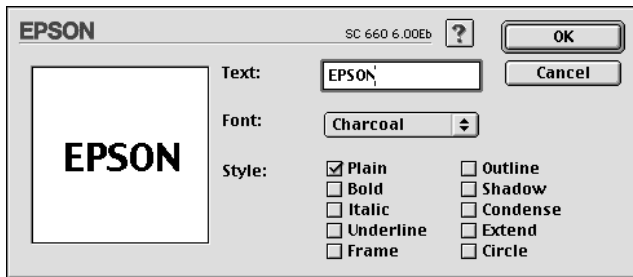 EPSON SC 660 6.00Eb ? OK
Text: EPSON Cancel
Font: Charcoal
EPSON
Style: Plain Outline
Bold Shadow
Italic Condense
Underline Extend
Frame Circle